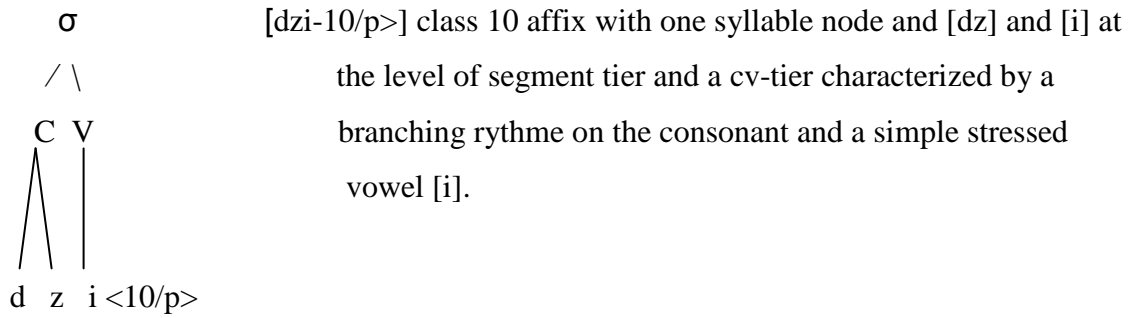 σ [dzi-10/p>] class 10 affix with one syllable node and [dz] and [i] at
/ \ the level of segment tier and a cv-tier characterized by a
C V branching rythme on the consonant and a simple stressed
vowel [i].
d z i <10/p>